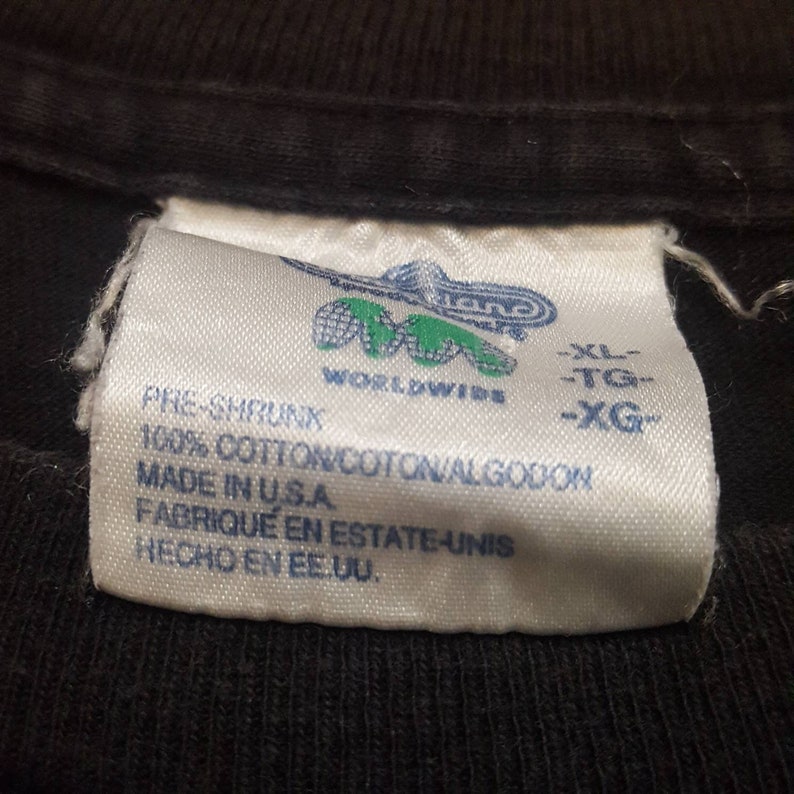 WORLDWIDE
-XL-
-TG-
-XG-
PRE-SHRUNK
100% COTTON/COTON/ALGODON
MADE IN U.S.A.
FABRIQUÉ EN ESTATE-UNIS
HECHO EN EE.UU.